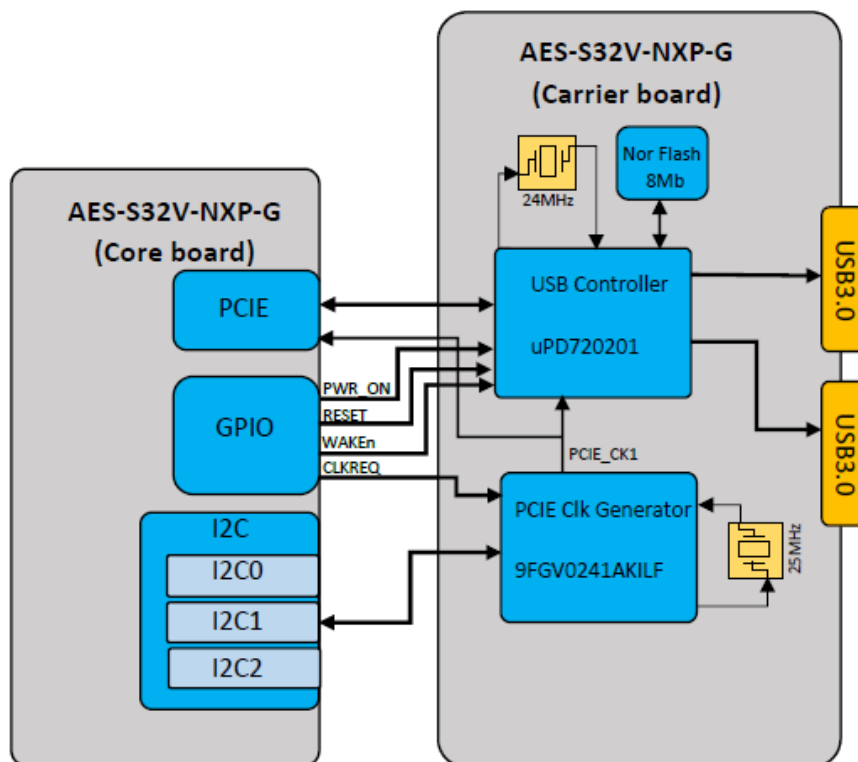 AES-S32V-NXP-G
(Core board)
PCIE
GPIO
PWR_ON
RESET
WAKEn
CLKREQ
I2C
I2C0
I2C1
I2C2
AES-S32V-NXP-G
(Carrier board)
24MHz
Nor Flash
8Mb
USB Controller
uPD720201
PCIE_CK1
PCIE Clk Generator
9FGV0241AKILF
25MHz
USB3.0
USB3.0